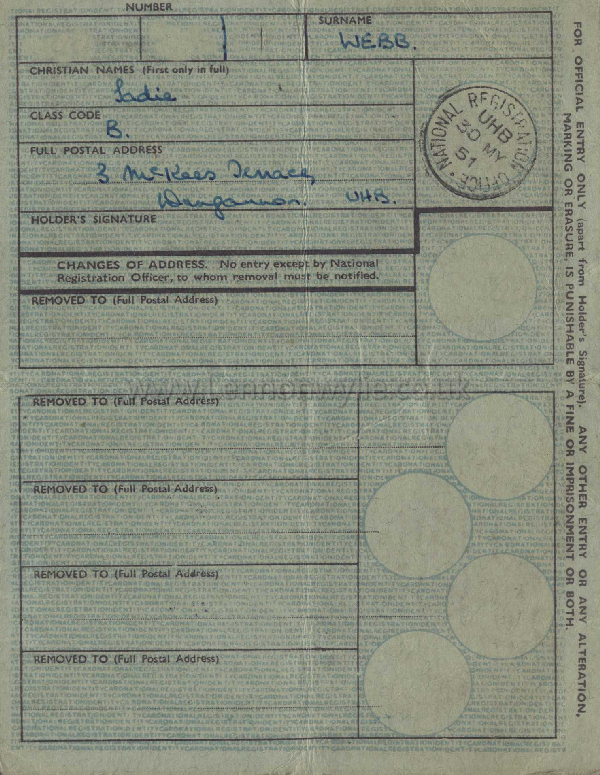 NUMBER
SURNAME
WEBB.
CHRISTIAN NAMES (First only in full)
Sadie
CLASS CODE
B.
FULL POSTAL ADDRESS
3 McKees Terrace,
Dungannon. UHB.
HOLDER'S SIGNATURE
NATIONAL REGISTRATION OFFICE
UHB
30 MY
51
CHANGES OF ADDRESS. No entry except by National
Registration Officer, to whom removal must be notified.
REMOVED TO (Full Postal Address)
www.lennonwylie.co.uk
REMOVED TO (Full Postal Address)
REMOVED TO (Full Postal Address)
REMOVED TO (Full Postal Address)
REMOVED TO (Full Postal Address)
FOR OFFICIAL ENTRY ONLY (apart from Holder's Signature). ANY OTHER ENTRY OR ANY ALTERATION,
MARKING OR ERASURE, IS PUNISHABLE BY A FINE OR IMPRISONMENT OR BOTH.